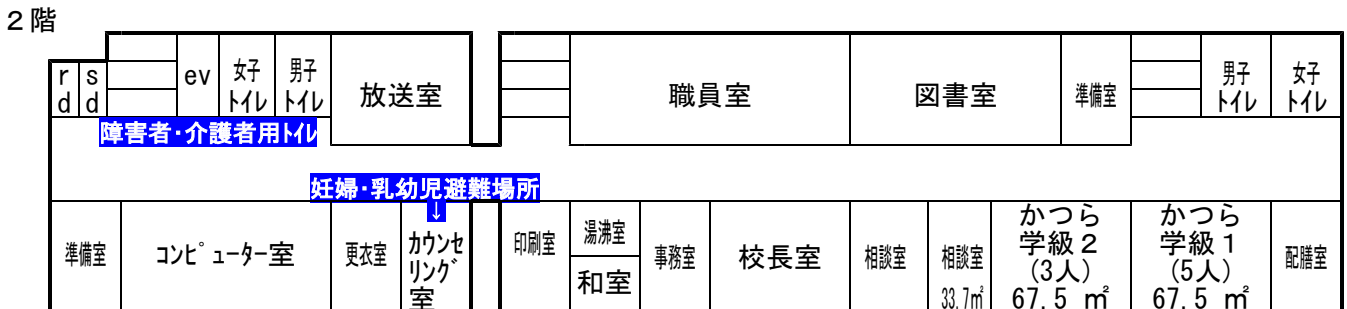 ２階
rd
sd
ev
女子
トイレ
男子
トイレ
放送室
職員室
図書室
準備室
男子
トイレ
女子
トイレ
障害者・介護者用トイレ
妊婦・乳幼児避難場所
↓
準備室
コンピューター室
更衣室
カウンセ
リング
室
印刷室
湯沸室
和室
事務室
校長室
相談室
相談室
33.7㎡
かつら
学級２
(3人)
67.5 ㎡
かつら
学級１
(5人)
67.5 ㎡
配膳室